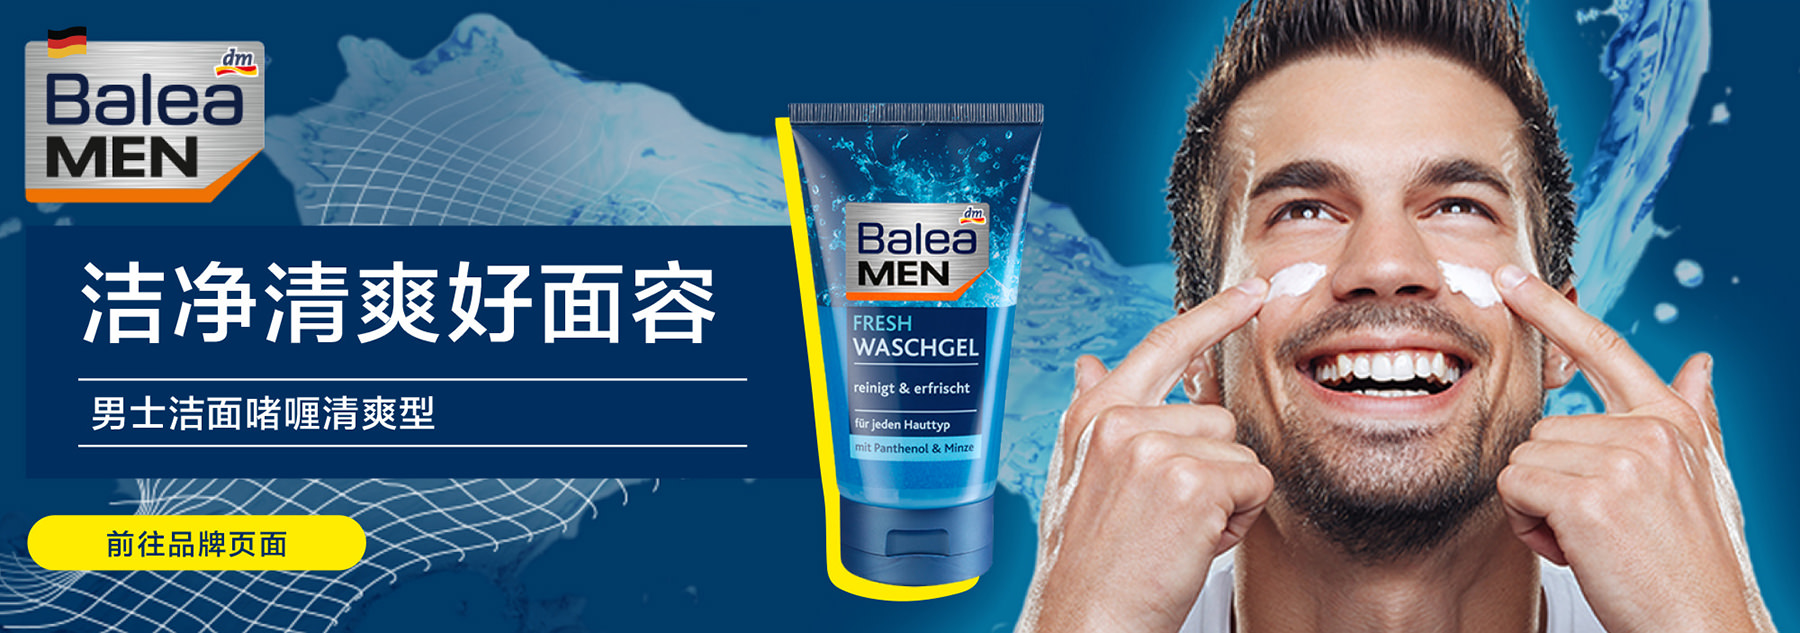 dm
Balea
MEN
洁净清爽好面容
男士洁面啫喱清爽型
前往品牌页面
dm
Balea
MEN
FRESH
WASCHGEL
reinigt & erfrischt
für jeden Hauttyp
mit Panthenol & Minze